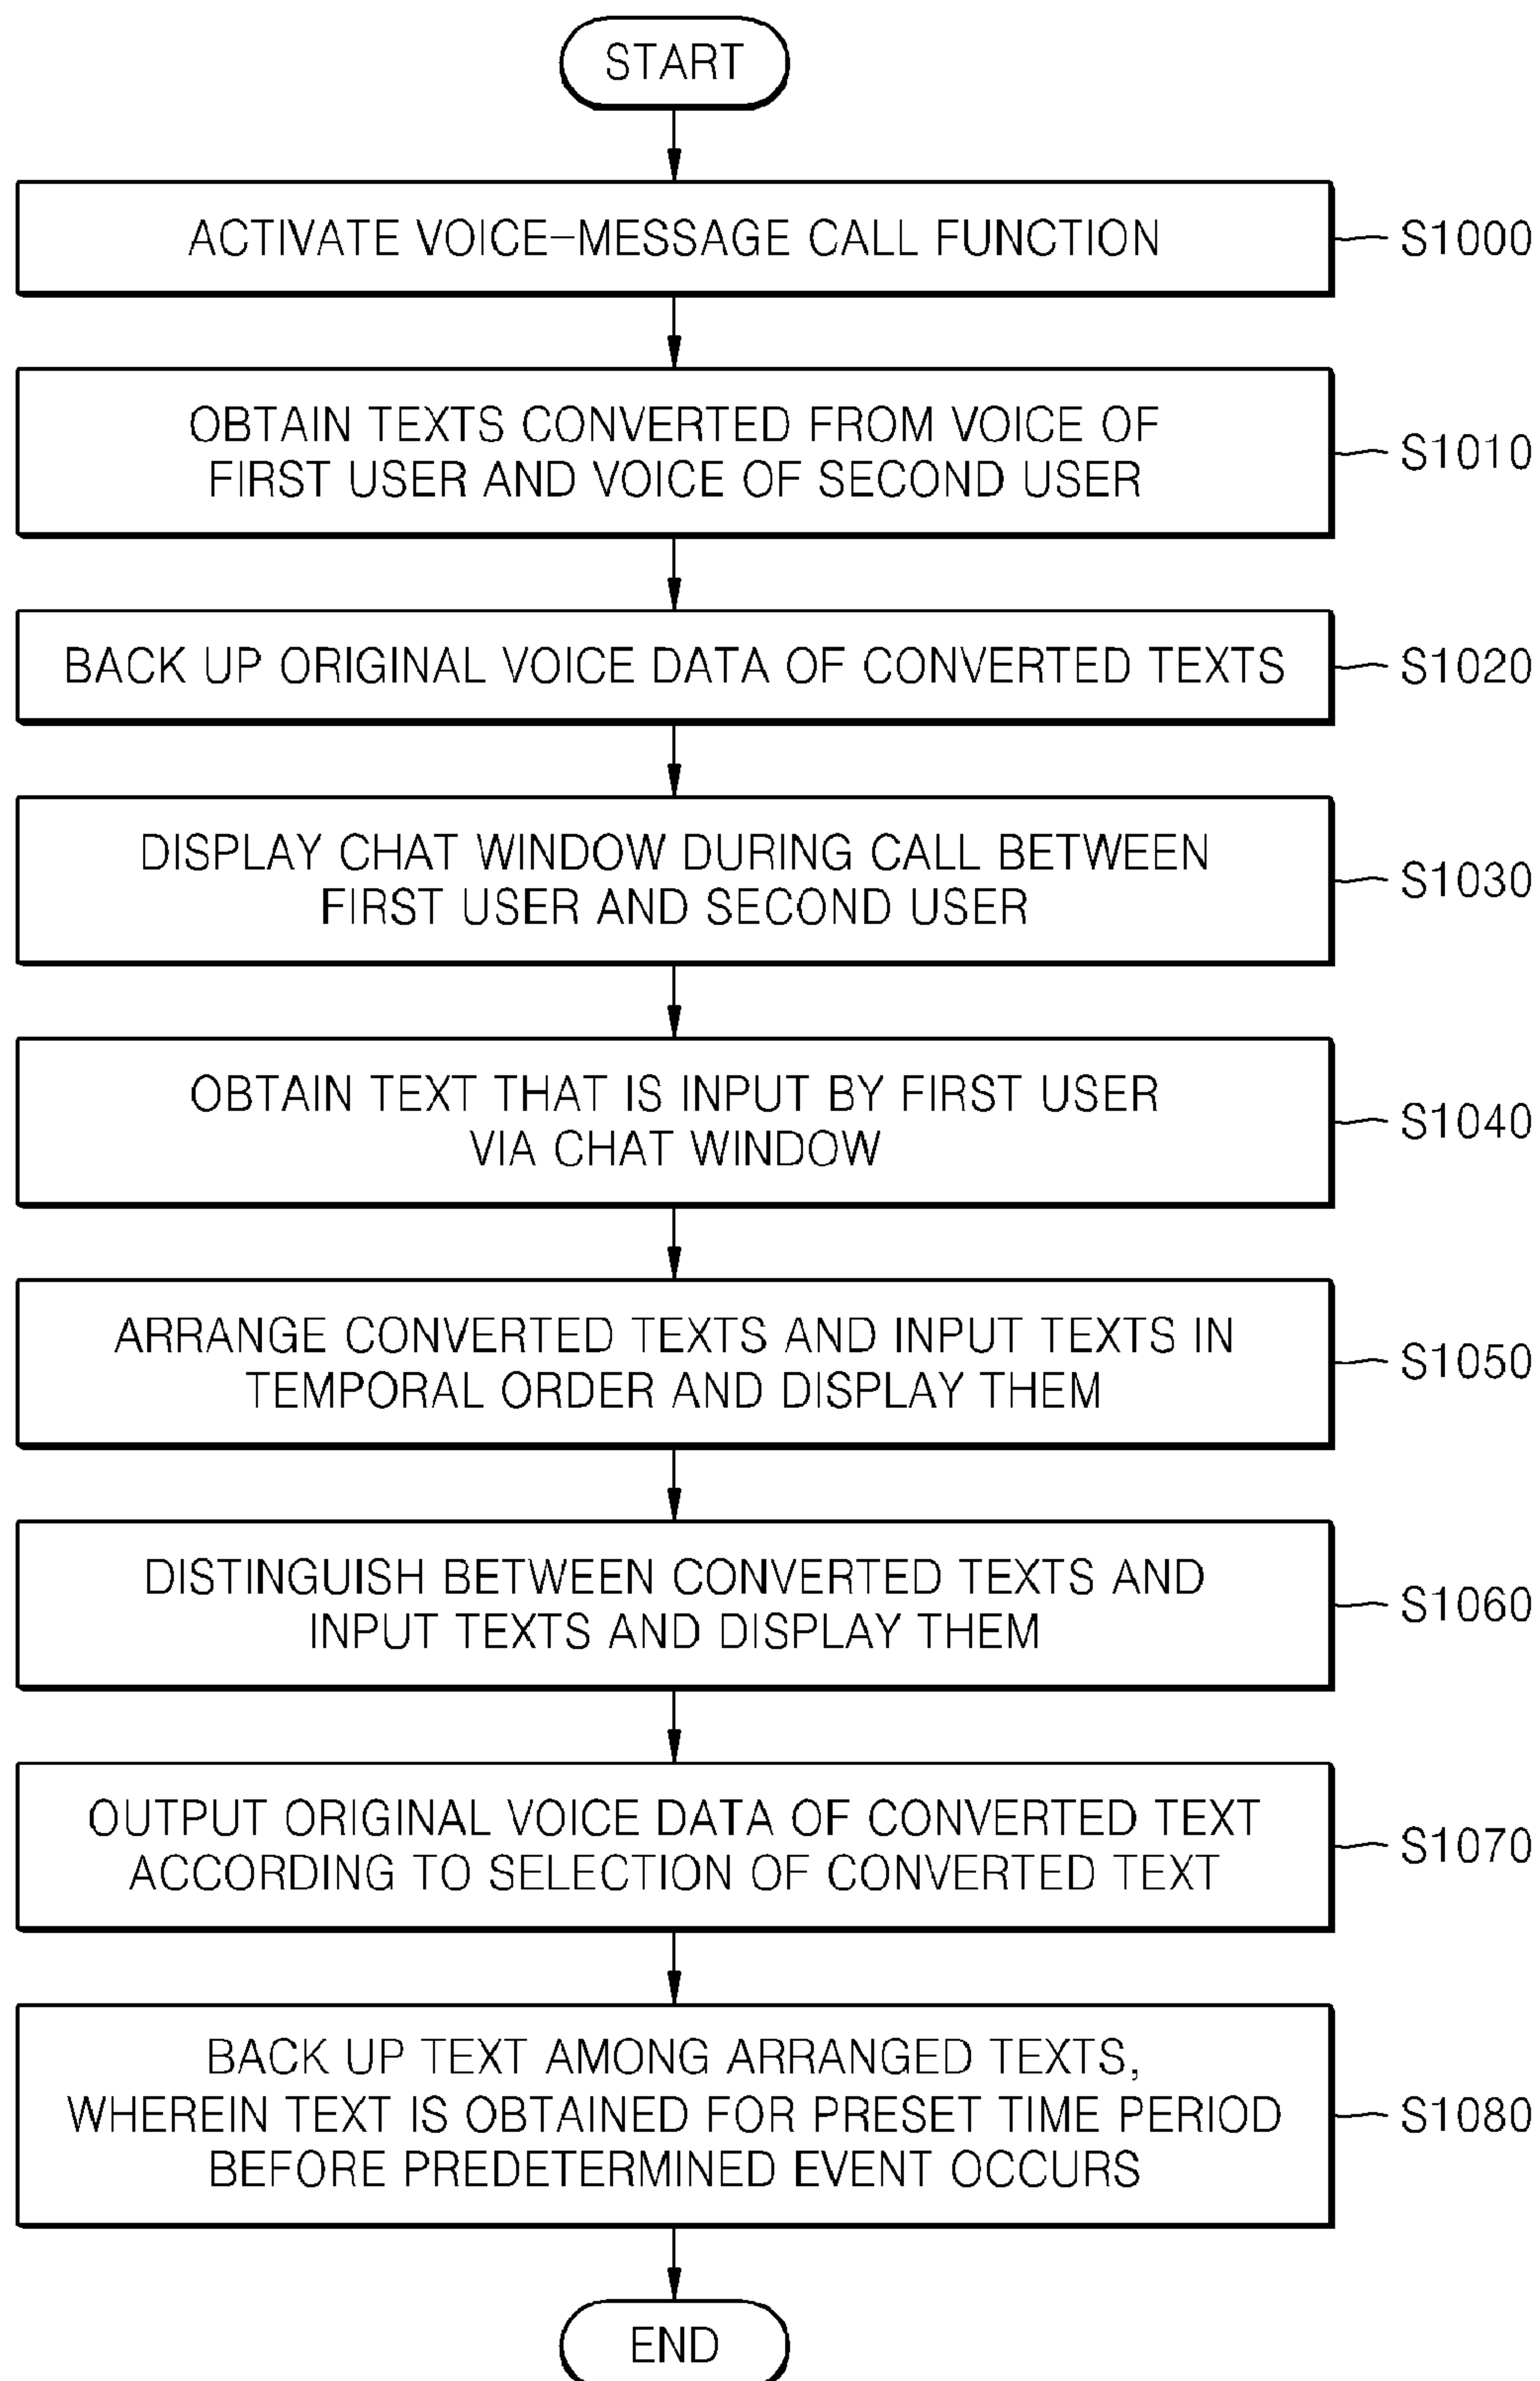 START
ACTIVATE VOICE-MESSAGE CALL FUNCTION
S1000
OBTAIN TEXTS CONVERTED FROM VOICE OF
FIRST USER AND VOICE OF SECOND USER
S1010
BACK UP ORIGINAL VOICE DATA OF CONVERTED TEXTS
S1020
DISPLAY CHAT WINDOW DURING CALL BETWEEN
FIRST USER AND SECOND USER
S1030
OBTAIN TEXT THAT IS INPUT BY FIRST USER
VIA CHAT WINDOW
S1040
ARRANGE CONVERTED TEXTS AND INPUT TEXTS IN
TEMPORAL ORDER AND DISPLAY THEM
S1050
DISTINGUISH BETWEEN CONVERTED TEXTS AND
INPUT TEXTS AND DISPLAY THEM
S1060
OUTPUT ORIGINAL VOICE DATA OF CONVERTED TEXT
ACCORDING TO SELECTION OF CONVERTED TEXT
S1070
BACK UP TEXT AMONG ARRANGED TEXTS,
WHEREIN TEXT IS OBTAINED FOR PRESET TIME PERIOD
BEFORE PREDETERMINED EVENT OCCURS
S1080
END